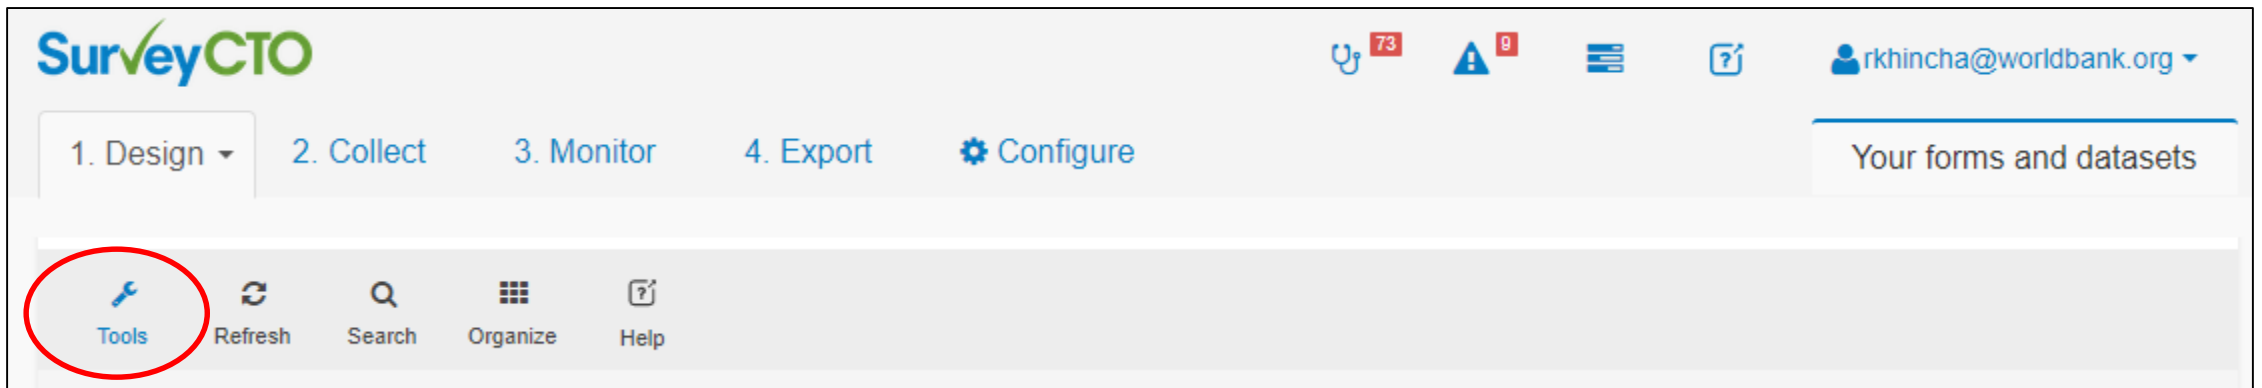 SurveyCTO
73
9
rkhincha@worldbank.org
1. Design 2. Collect 3. Monitor 4. Export Configure
Your forms and datasets
Tools Refresh Search Organize Help